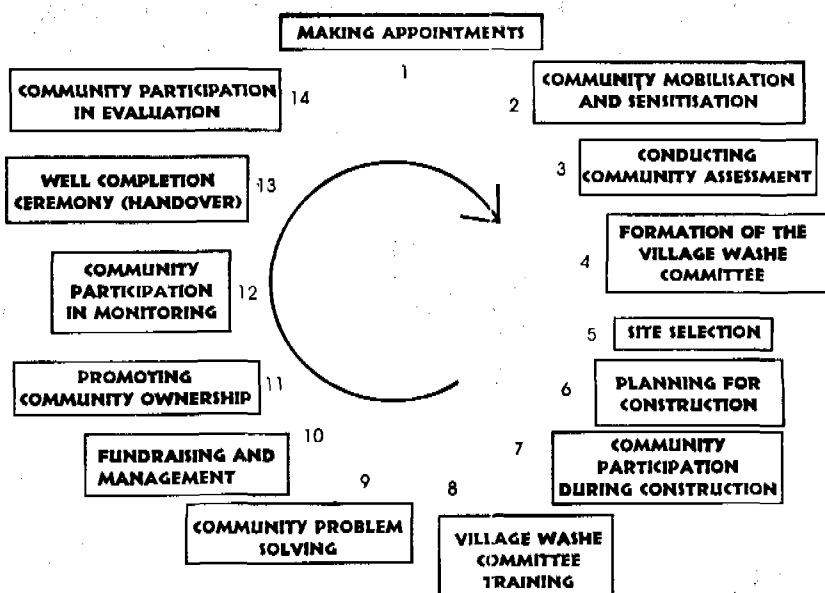 MAKING APPOINTMENTS
1
COMMUNITY MOBILISATION
AND SENSITISATION
2
CONDUCTING
COMMUNITY ASSESSMENT
3
FORMATION OF THE
VILLAGE WASHE
COMMITTEE
4
SITE SELECTION
5
PLANNING FOR
CONSTRUCTION
6
COMMUNITY
PARTICIPATION
DURING CONSTRUCTION
7
VILLAGE WASHE
COMMITTEE
TRAINING
8
COMMUNITY PROBLEM
SOLVING
9
FUNDRAISING AND
MANAGEMENT
10
PROMOTING
COMMUNITY OWNERSHIP
11
COMMUNITY
PARTICIPATION
IN MONITORING
12
WELL COMPLETION
CEREMONY (HANDOVER)
13
COMMUNITY PARTICIPATION
IN EVALUATION
14